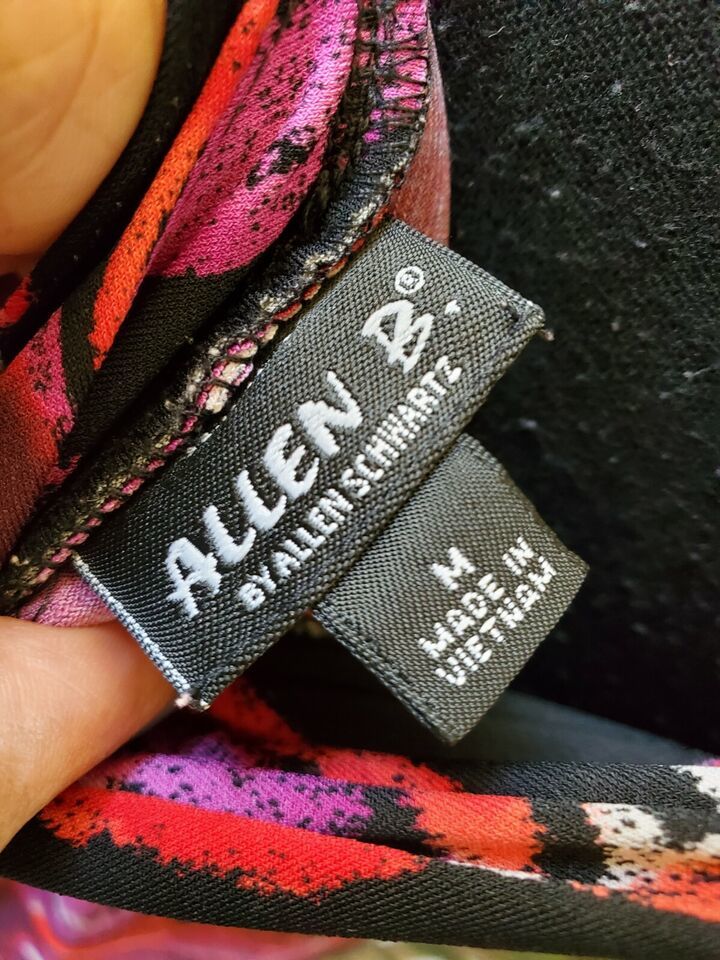 ALLEN B.®
BY ALLEN SCHWARTZ
M
MADE IN
VIETNAM